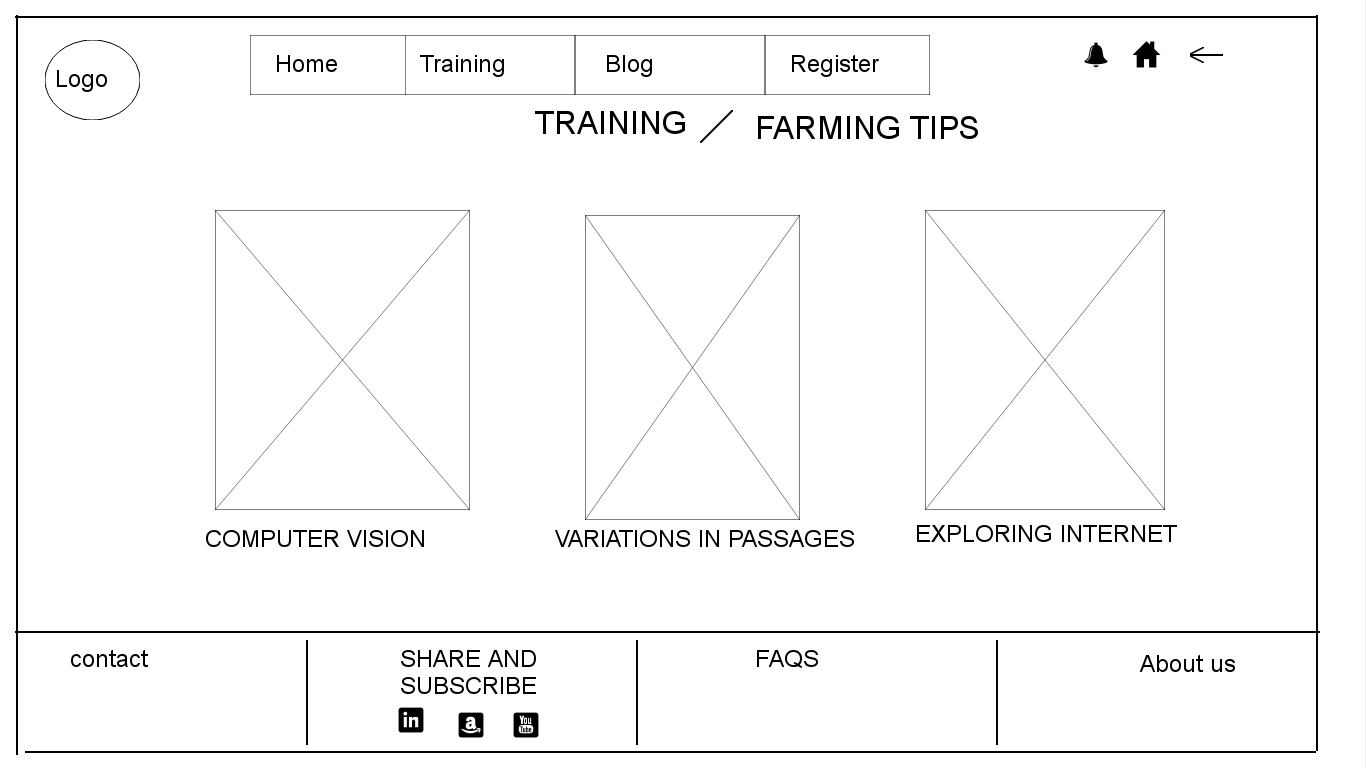 Logo
Home
Training
Blog
Register
TRAINING / FARMING TIPS
COMPUTER VISION
VARIATIONS IN PASSAGES
EXPLORING INTERNET
contact
SHARE AND
SUBSCRIBE
in
a
You
Tube
FAQS
About us